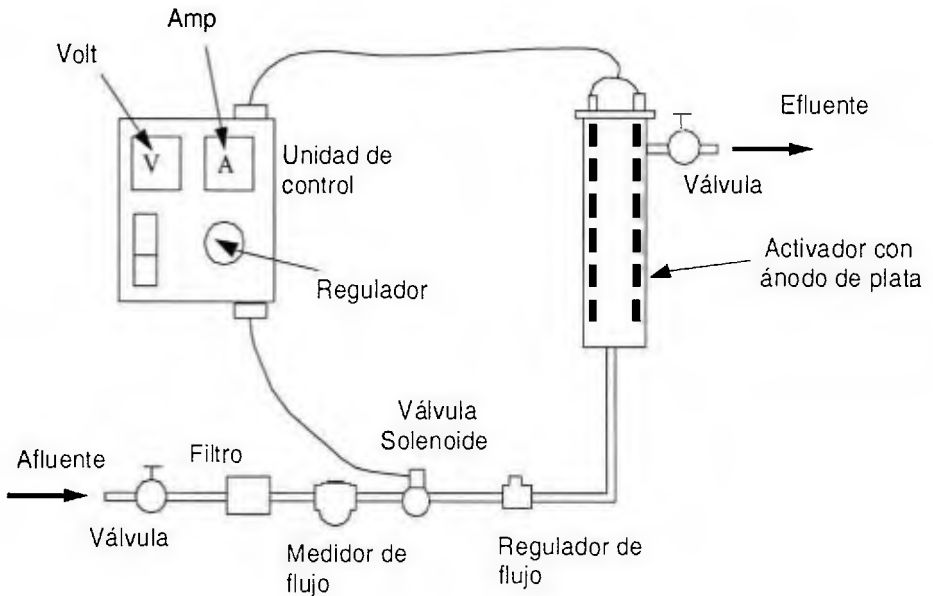 Amp
Volt
Efluente
V
A
Unidad de
control
Válvula
Activador con
ánodo de plata
Regulador
Válvula
Solenoide
Afluente
Filtro
Válvula
Medidor de
flujo
Regulador de
flujo